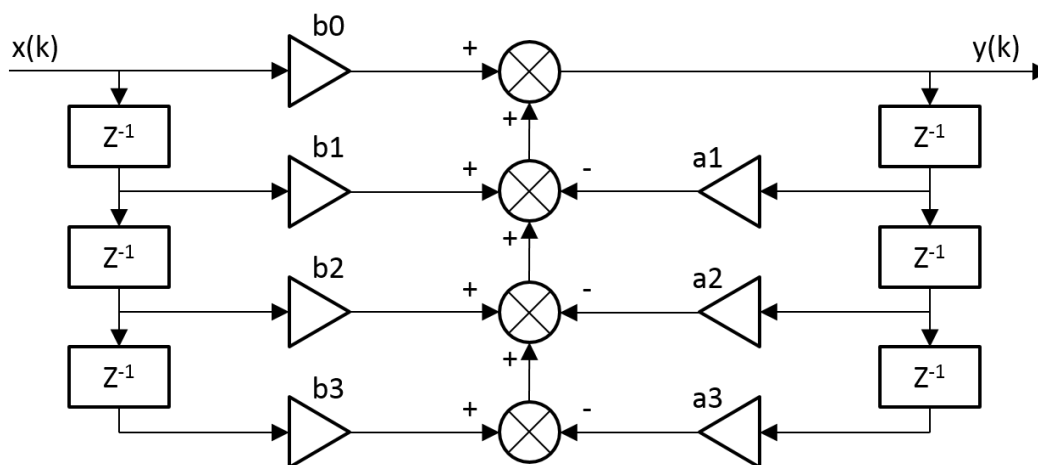 b0
x(k) + y(k)
Z⁻¹ + Z⁻¹
b1 + - a1
Z⁻¹ + Z⁻¹
b2 + - a2
Z⁻¹ + Z⁻¹
b3 + - a3